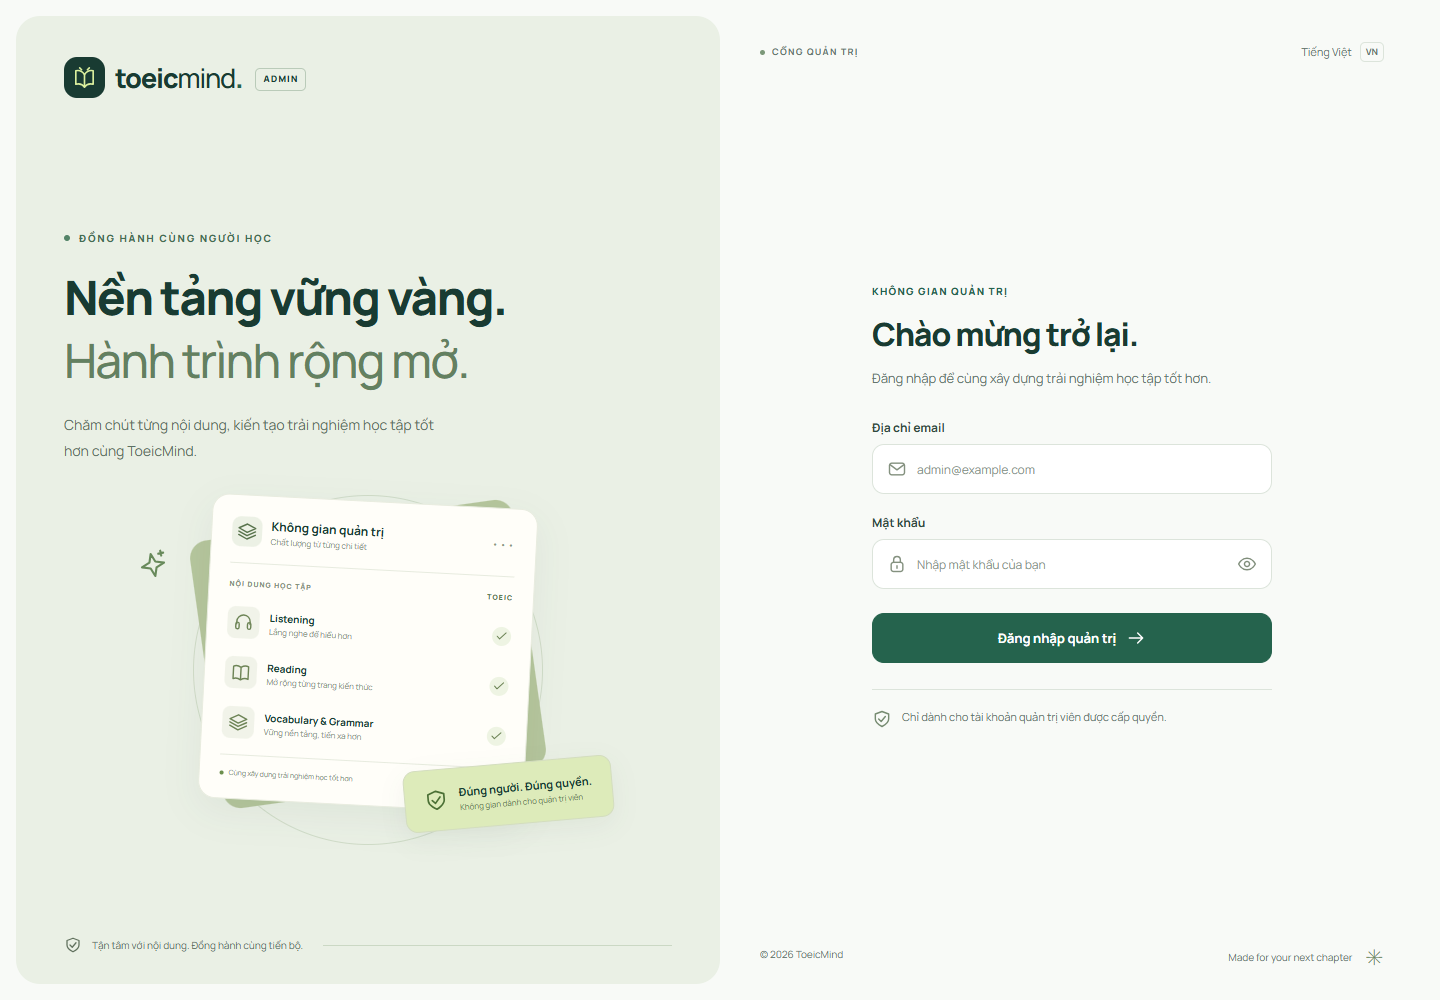 toeicmind.
ADMIN
ĐỒNG HÀNH CÙNG NGƯỜI HỌC
Nền tảng vững vàng.
Hành trình rộng mở.
Chăm chút từng nội dung, kiến tạo trải nghiệm học tập tốt
hơn cùng ToeicMind.
Không gian quản trị
Chất lượng từ từng chi tiết
NỘI DUNG HỌC TẬP
TOEIC
Listening
Lắng nghe để hiểu hơn
Reading
Mở rộng từng trang kiến thức
Vocabulary & Grammar
Vững nền tảng, tiến xa hơn
Cùng xây dựng trải nghiệm học tốt hơn
Đúng người. Đúng quyền.
Không gian dành cho quản trị viên
Tận tâm với nội dung. Đồng hành cùng tiến bộ.
CỔNG QUẢN TRỊ
Tiếng Việt
VN
KHÔNG GIAN QUẢN TRỊ
Chào mừng trở lại.
Đăng nhập để cùng xây dựng trải nghiệm học tập tốt hơn.
Địa chỉ email
admin@example.com
Mật khẩu
Nhập mật khẩu của bạn
Đăng nhập quản trị
Chỉ dành cho tài khoản quản trị viên được cấp quyền.
© 2026 ToeicMind
Made for your next chapter